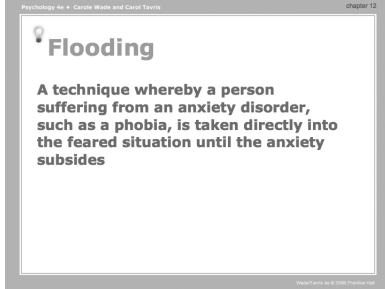 Psychology 4e • Carole Wade and Carol Tavris
chapter 12
Flooding
A technique whereby a person
suffering from an anxiety disorder,
such as a phobia, is taken directly into
the feared situation until the anxiety
subsides